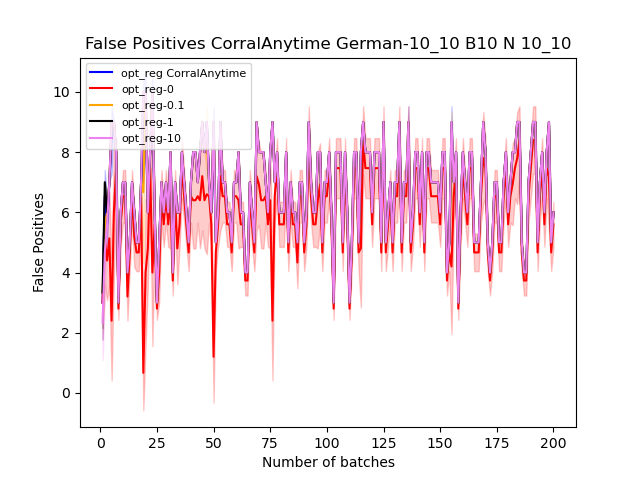 False Positives CorralAnytime German-10_10 B10 N 10_10
opt_reg CorralAnytime
opt_reg-0
opt_reg-0.1
opt_reg-1
opt_reg-10
10
8
6
4
2
0
False Positives
0 25 50 75 100 125 150 175 200
Number of batches